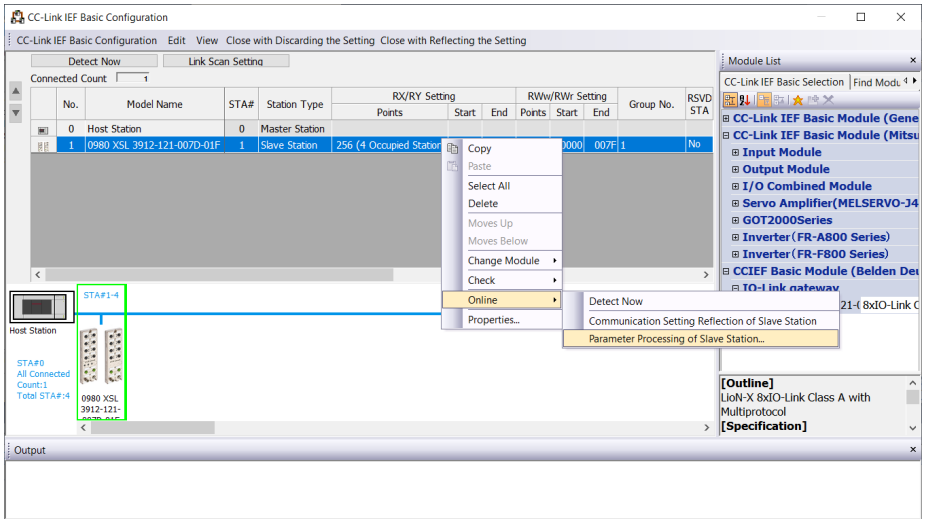 CC-Link IEF Basic Configuration
CC-Link IEF Basic Configuration Edit View Close with Discarding the Setting Close with Reflecting the Setting
Detect Now Link Scan Setting
Connected Count 1
No. Model Name STA# Station Type RX/RY Setting RWw/RWr Setting Group No. RSVD STA
Points Start End Points Start End
0 Host Station 0 Master Station
1 0980 XSL 3912-121-007D-01F 1 Slave Station 256 (4 Occupied Station 0000 007F 1 No
Copy
Paste
Select All
Delete
Moves Up
Moves Below
Change Module
Check
Online
Properties...
Detect Now
Communication Setting Reflection of Slave Station
Parameter Processing of Slave Station...
STA#1-4
Host Station
STA#0
All Connected
Count:1
Total STA#:4
0980 XSL
3912-121-
Module List
CC-Link IEF Basic Selection Find Modu
CC-Link IEF Basic Module (Gene
CC-Link IEF Basic Module (Mitsu
Input Module
Output Module
I/O Combined Module
Servo Amplifier(MELSERVO-J4
GOT2000Series
Inverter(FR-A800 Series)
Inverter(FR-F800 Series)
CCIEF Basic Module (Belden Deu
IO-Link gateway
21-( 8xIO-Link C
[Outline]
LioN-X 8xIO-Link Class A with
Multiprotocol
[Specification]
Output